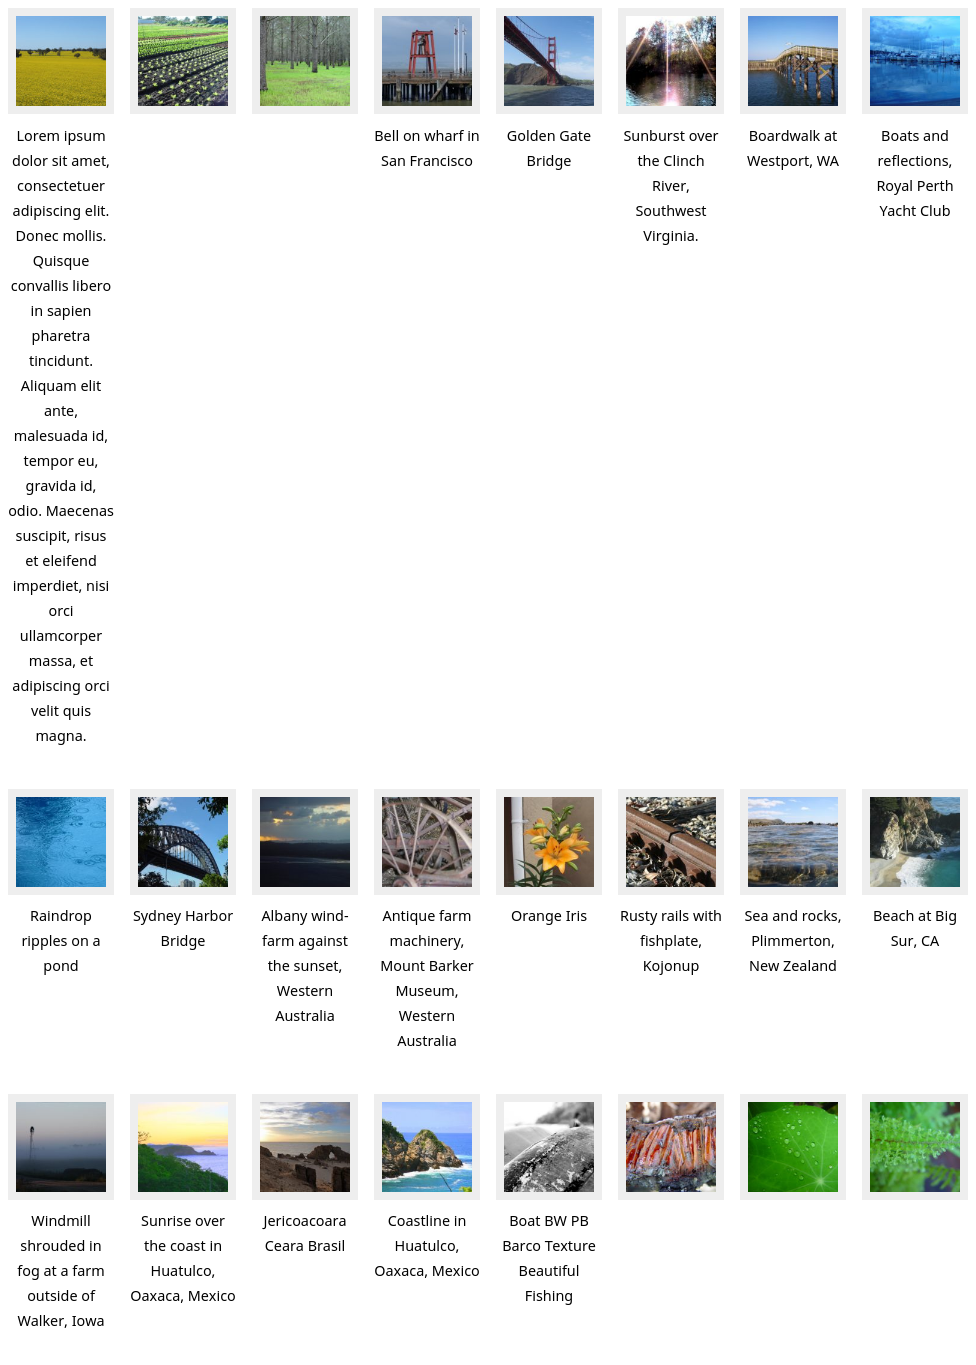 Lorem ipsum
dolor sit amet,
consectetuer
adipiscing elit.
Donec mollis.
Quisque
convallis libero
in sapien
pharetra
tincidunt.
Aliquam elit
ante,
malesuada id,
tempor eu,
gravida id,
odio. Maecenas
suscipit, risus
et eleifend
imperdiet, nisi
orci
ullamcorper
massa, et
adipiscing orci
velit quis
magna.
Bell on wharf in
San Francisco
Golden Gate
Bridge
Sunburst over
the Clinch
River,
Southwest
Virginia.
Boardwalk at
Westport, WA
Boats and
reflections,
Royal Perth
Yacht Club
Raindrop
ripples on a
pond
Sydney Harbor
Bridge
Albany wind-
farm against
the sunset,
Western
Australia
Antique farm
machinery,
Mount Barker
Museum,
Western
Australia
Orange Iris
Rusty rails with
fishplate,
Kojonup
Sea and rocks,
Plimmerton,
New Zealand
Beach at Big
Sur, CA
Windmill
shrouded in
fog at a farm
outside of
Walker, Iowa
Sunrise over
the coast in
Huatulco,
Oaxaca, Mexico
Jericoacoara
Ceara Brasil
Coastline in
Huatulco,
Oaxaca, Mexico
Boat BW PB
Barco Texture
Beautiful
Fishing